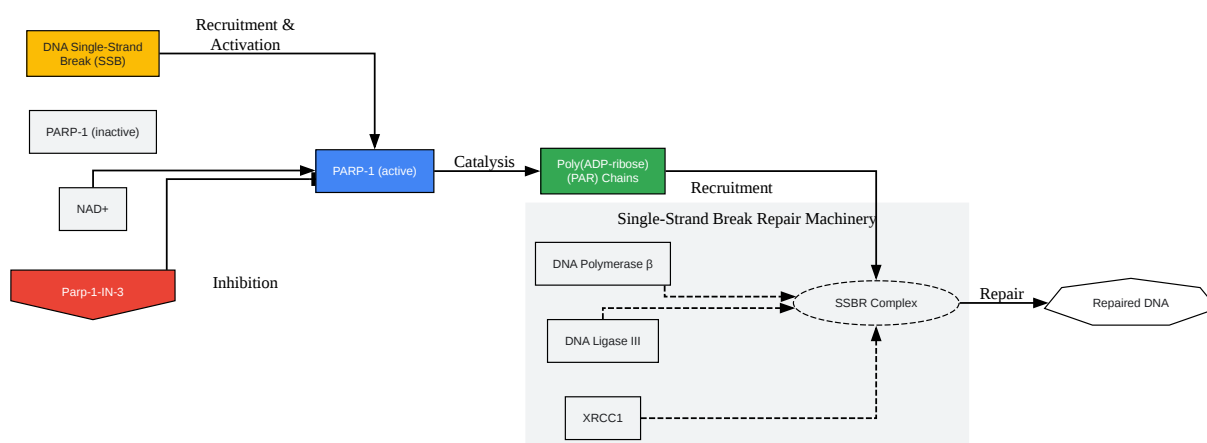 Recruitment &
Activation
DNA Single-Strand
Break (SSB)
PARP-1 (inactive)
PARP-1 (active)
Catalysis
Poly(ADP-ribose)
(PAR) Chains
Recruitment
NAD+
Single-Strand Break Repair Machinery
DNA Polymerase β
Parp-1-IN-3
Inhibition
SSBR Complex
Repair
Repaired DNA
DNA Ligase III
XRCC1